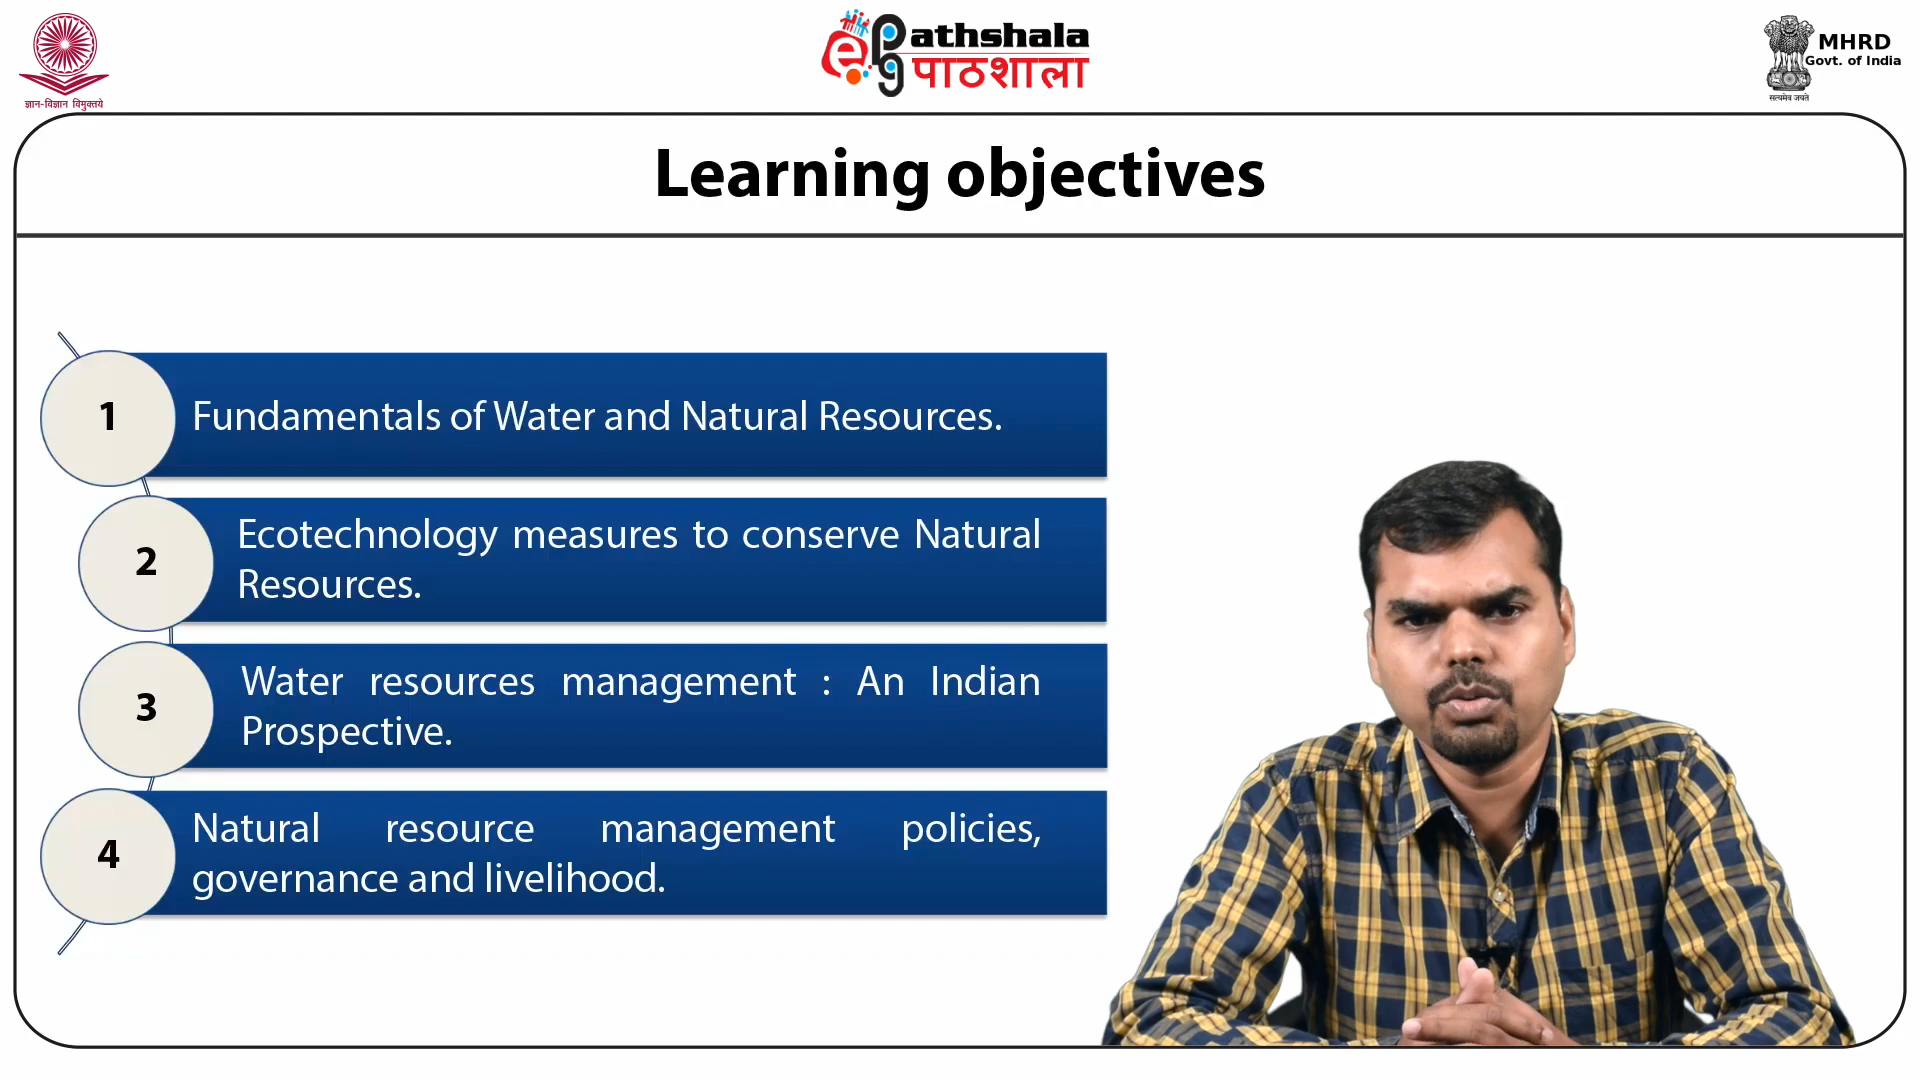 ज्ञान-विज्ञान विमुक्तये
ePGathshala
पाठशाला
MHRD
Govt. of India
सत्यमेव जयते
Learning objectives
1
Fundamentals of Water and Natural Resources.
2
Ecotechnology measures to conserve Natural
Resources.
3
Water resources management : An Indian
Prospective.
4
Natural resource management policies,
governance and livelihood.